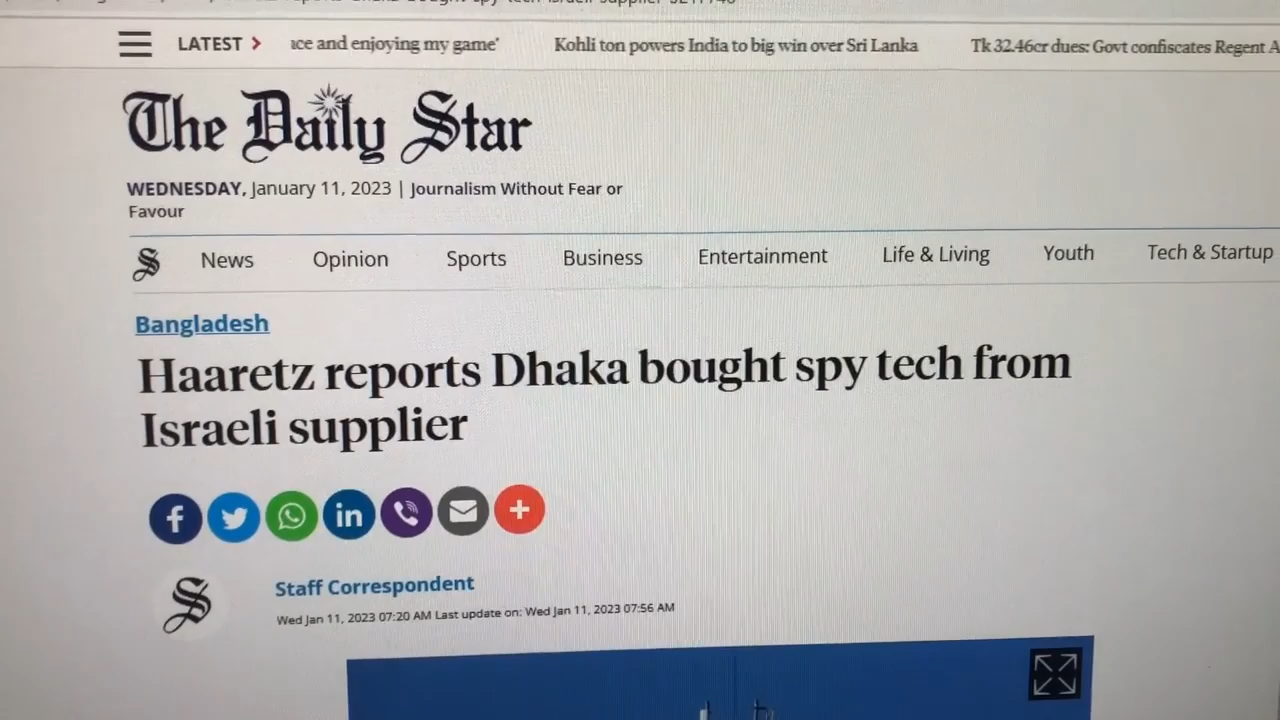 LATEST
ice and enjoying my game'
Kohli ton powers India to big win over Sri Lanka
Tk 32.46cr dues: Govt confiscates Regent
The Daily Star
WEDNESDAY, January 11, 2023 | Journalism Without Fear or
Favour
S News Opinion Sports Business Entertainment Life & Living Youth Tech & Startup
Bangladesh
Haaretz reports Dhaka bought spy tech from
Israeli supplier
f in +
S
Staff Correspondent
Wed Jan 11, 2023 07:20 AM Last update on: Wed Jan 11, 2023 07:56 AM